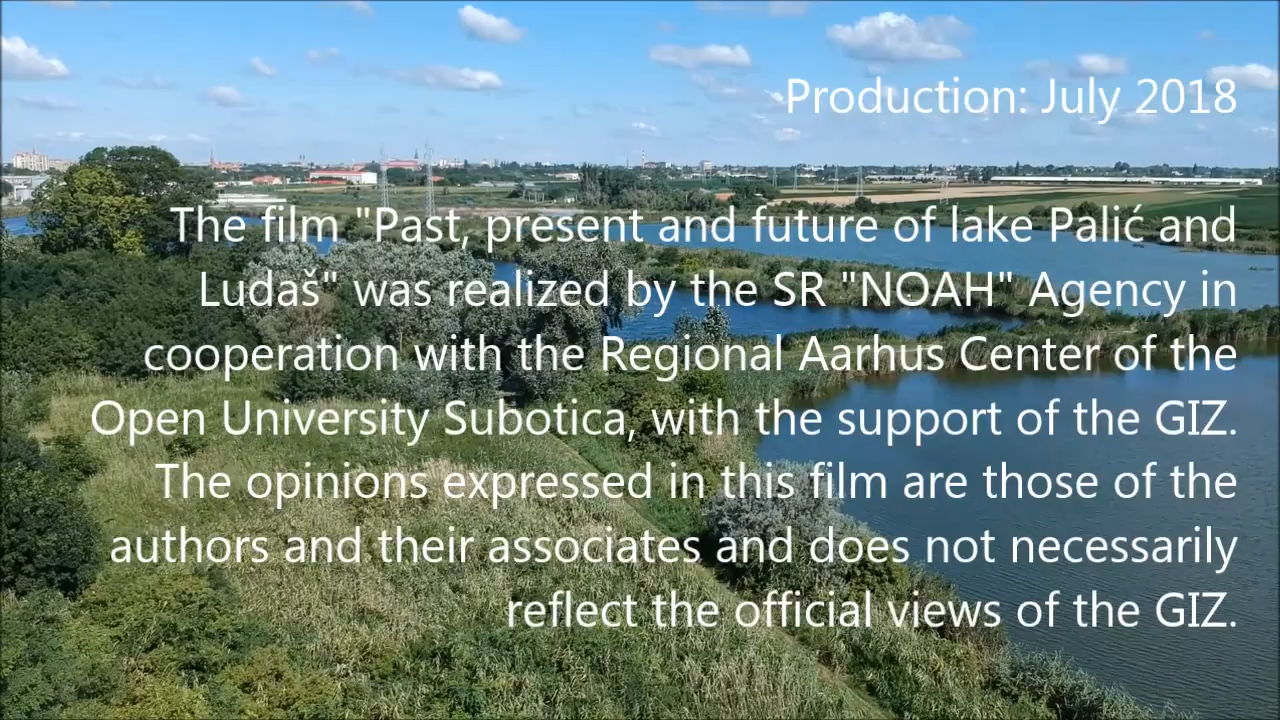 Production: July 2018
The film "Past, present and future of lake Palić and
Ludaš" was realized by the SR "NOAH" Agency in
cooperation with the Regional Aarhus Center of the
Open University Subotica, with the support of the GIZ.
The opinions expressed in this film are those of the
authors and their associates and does not necessarily
reflect the official views of the GIZ.